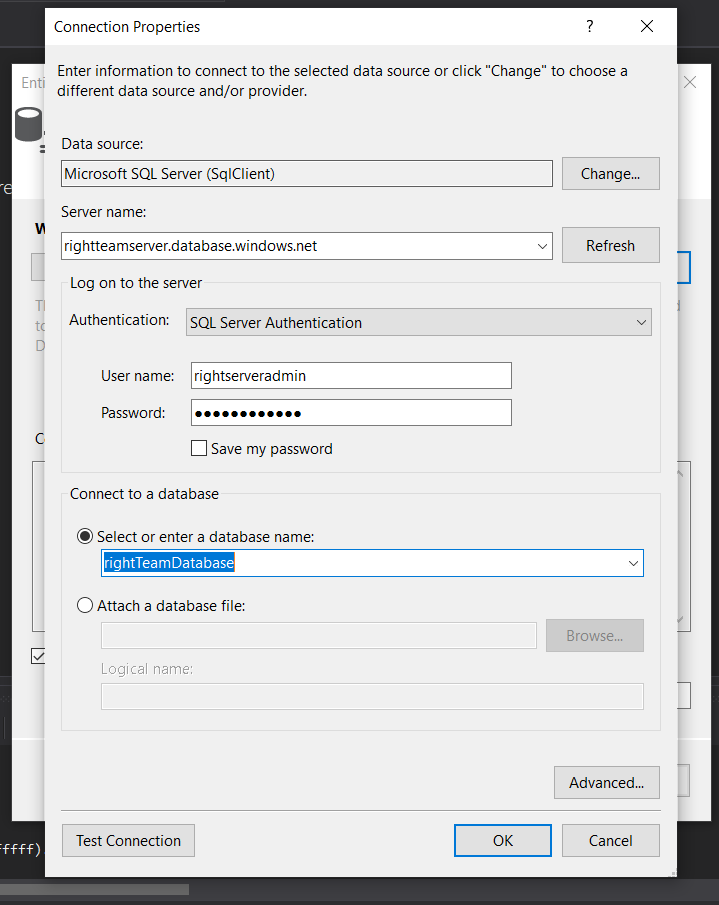 Connection Properties
?
Enti
Enter information to connect to the selected data source or click "Change" to choose a
different data source and/or provider.
Data source:
Microsoft SQL Server (SqlClient)
Change...
re
Server name:
W
rightteamserver.database.windows.net
Refresh
Log on to the server
Authentication:
SQL Server Authentication
User name:
rightserveradmin
Password:
●●●●●●●●●●●●
Save my password
Connect to a database
Select or enter a database name:
rightTeamDatabase
Attach a database file:
Browse...
Logical name:
Advanced...
Test Connection
OK
Cancel
fffff)